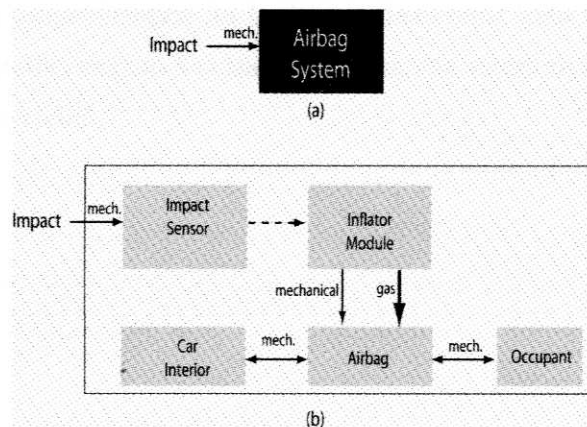 Impact
mech.
Airbag
System
(a)
Impact
mech.
Impact
Sensor
Inflator
Module
mechanical
gas
Car
Interior
mech.
Airbag
mech.
Occupant
(b)